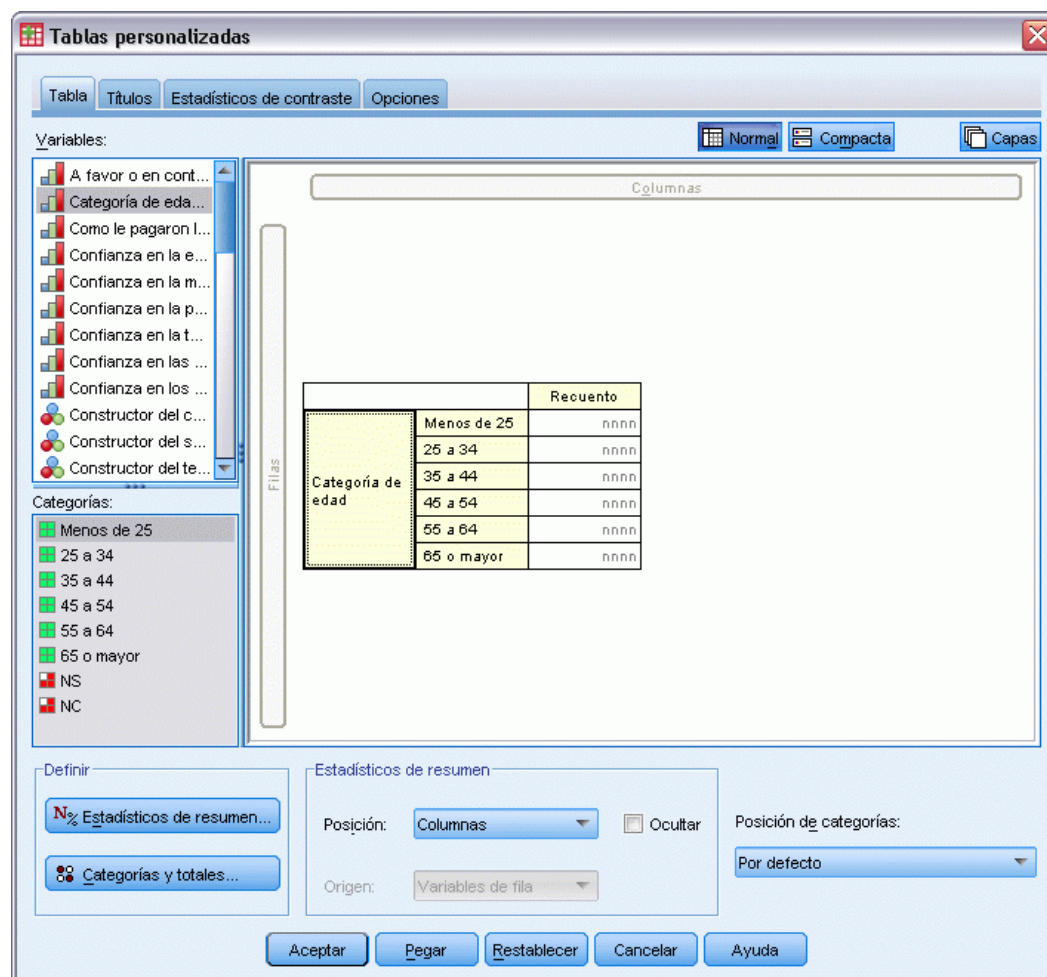 Tablas personalizadas
Tabla
Títulos
Estadísticos de contraste
Opciones
Variables:
Normal
Compacta
Capas
A favor o en cont...
Categoría de eda...
Como le pagaron l...
Confianza en la e...
Confianza en la m...
Confianza en la p...
Confianza en la t...
Confianza en las ...
Confianza en los ...
Constructor del c...
Constructor del s...
Constructor del te...
Columnas
Filas
Recuento
Categoría de edad
Menos de 25 nnnn
25 a 34 nnnn
35 a 44 nnnn
45 a 54 nnnn
55 a 64 nnnn
65 o mayor nnnn
Categorías:
Menos de 25
25 a 34
35 a 44
45 a 54
55 a 64
65 o mayor
NS
NC
Definir
N% Estadísticos de resumen...
Categorías y totales...
Estadísticos de resumen
Posición: Columnas
Ocultar
Origen: Variables de fila
Posición de categorías:
Por defecto
Aceptar
Pegar
Restablecer
Cancelar
Ayuda